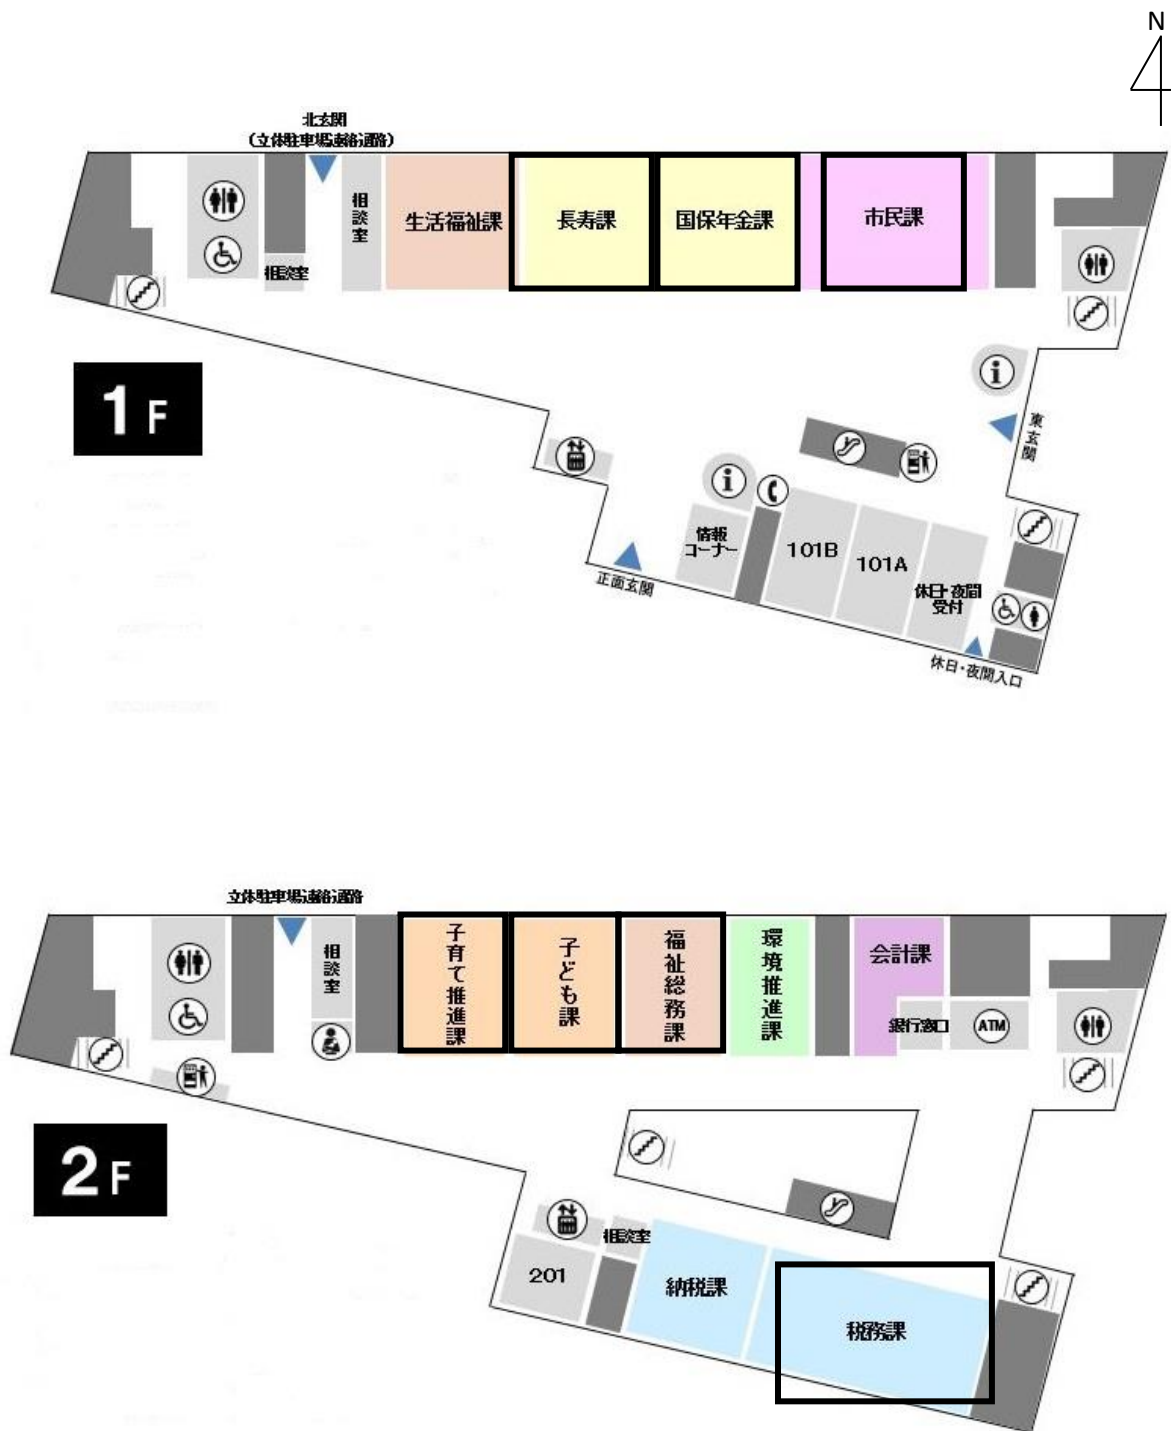 N
北玄関
（立体駐車場連絡通路）
相談室
相談室
生活福祉課
長寿課
国保年金課
市民課
1F
東玄関
情報
コーナー
101B
101A
休日・夜間
受付
正面玄関
休日・夜間入口
立体駐車場連絡通路
相談室
子育て推進課
子ども課
福祉総務課
環境推進課
会計課
銀行窓口
ATM
2F
相談室
201
納税課
税務課